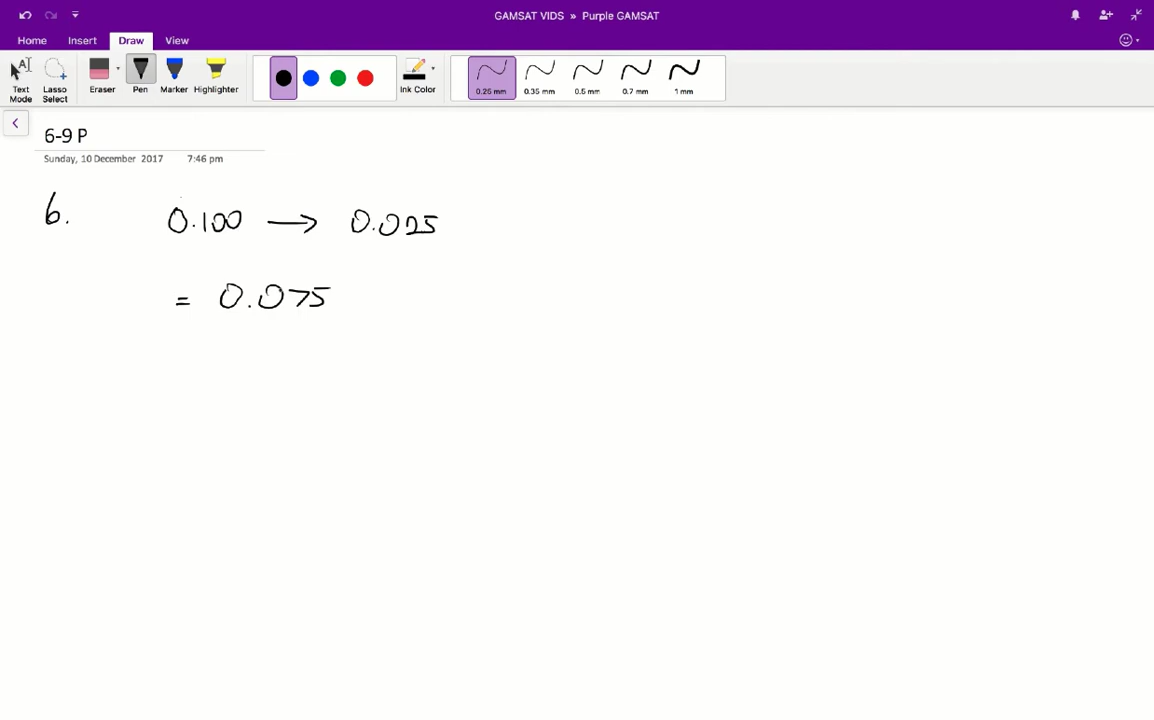 GAMSAT VIDS » Purple GAMSAT
Home Insert Draw View
Text Mode
Lasso Select
Eraser
Pen
Marker
Highlighter
Ink Color
0.25 mm
0.35 mm
0.5 mm
0.7 mm
1 mm
6-9 P
Sunday, 10 December 2017 7:46 pm
6. 0.100 → 0.025
= 0.075